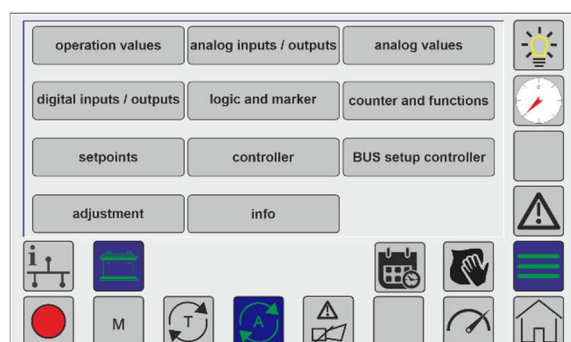 operation values
analog inputs / outputs
analog values
digital inputs / outputs
logic and marker
counter and functions
setpoints
controller
BUS setup controller
adjustment
info
i
M
T
A